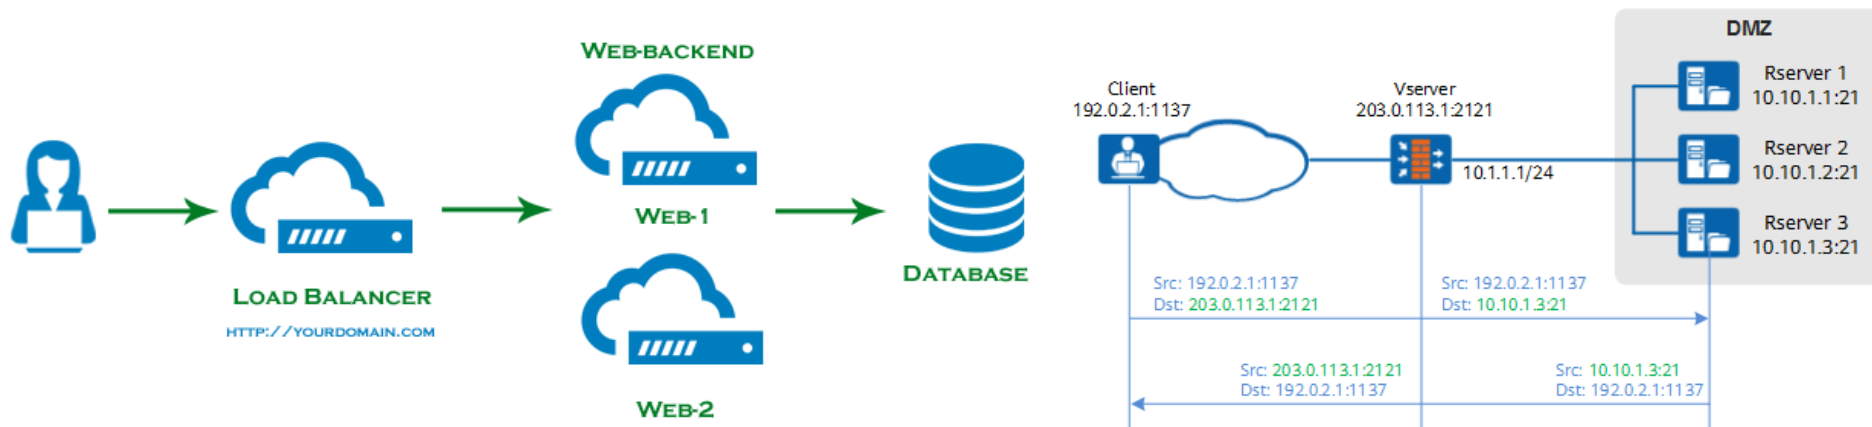 WEB-BACKEND
WEB-1
WEB-2
LOAD BALANCER
HTTP://YOURDOMAIN.COM
DATABASE
DMZ
Client
192.0.2.1:1137
Vserver
203.0.113.1:2121
10.1.1.1/24
Rserver 1
10.10.1.1:21
Rserver 2
10.10.1.2:21
Rserver 3
10.10.1.3:21
Src: 192.0.2.1:1137
Dst: 203.0.113.1:2121
Src: 192.0.2.1:1137
Dst: 10.10.1.3:21
Src: 203.0.113.1:2121
Dst: 192.0.2.1:1137
Src: 10.10.1.3:21
Dst: 192.0.2.1:1137